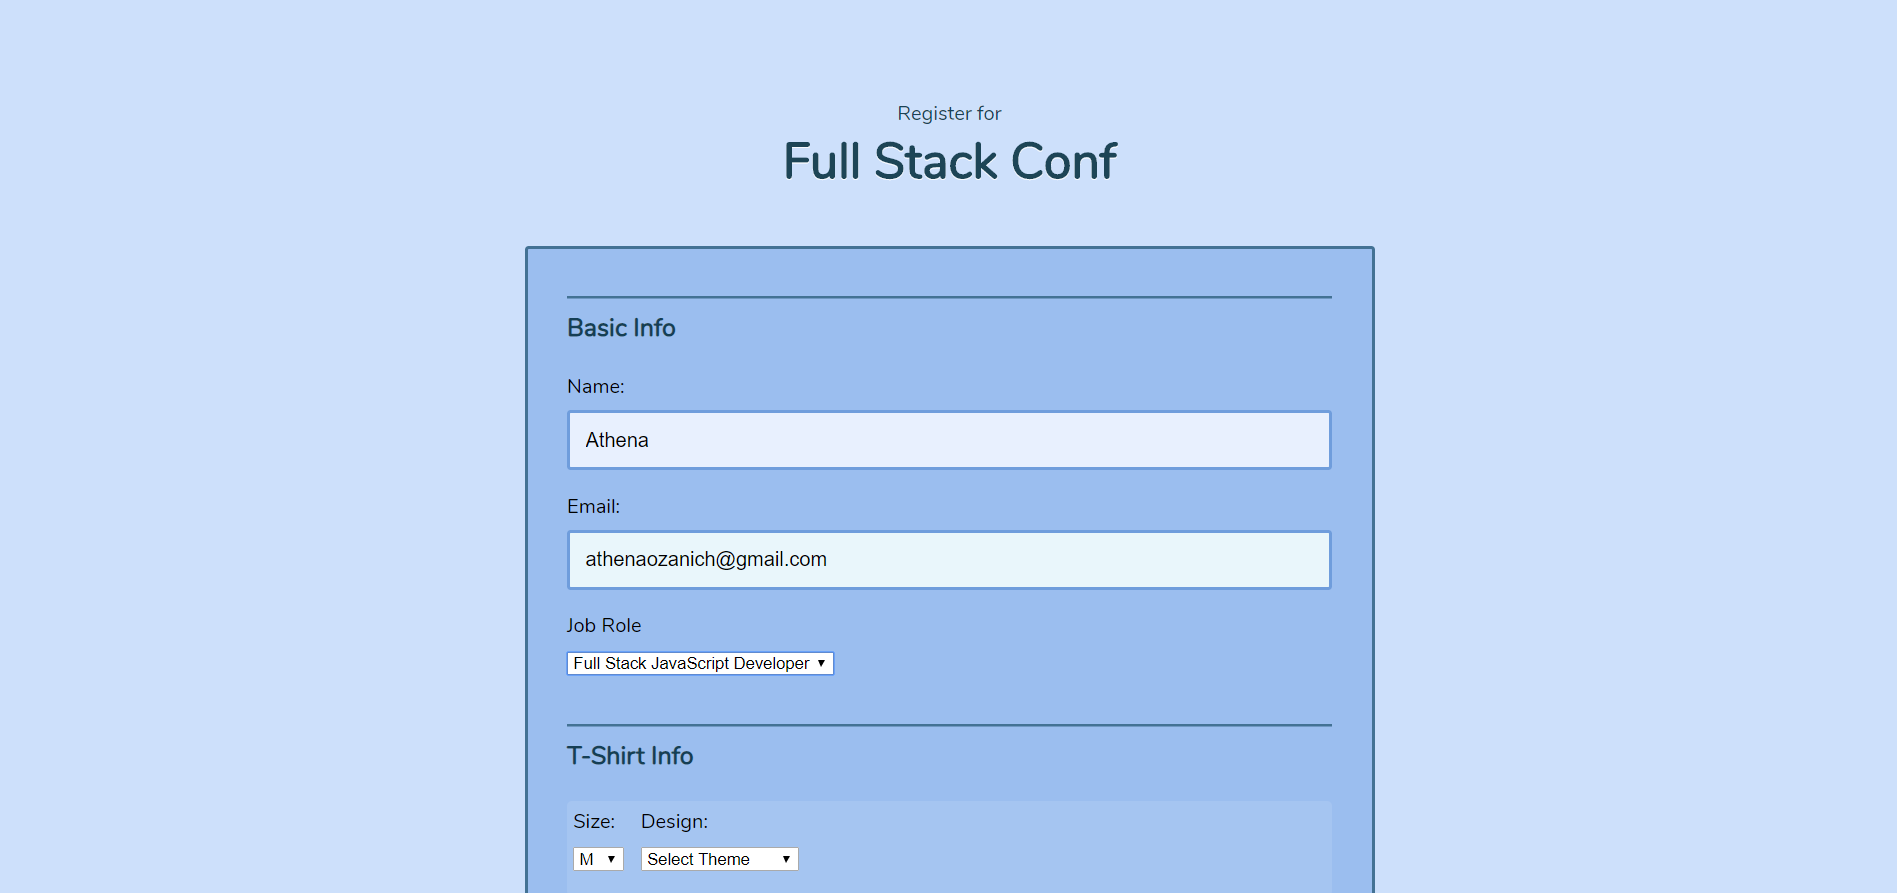 Register for
Full Stack Conf
Basic Info
Name:
Athena
Email:
athenaozanich@gmail.com
Job Role
Full Stack JavaScript Developer
T-Shirt Info
Size: Design:
M Select Theme